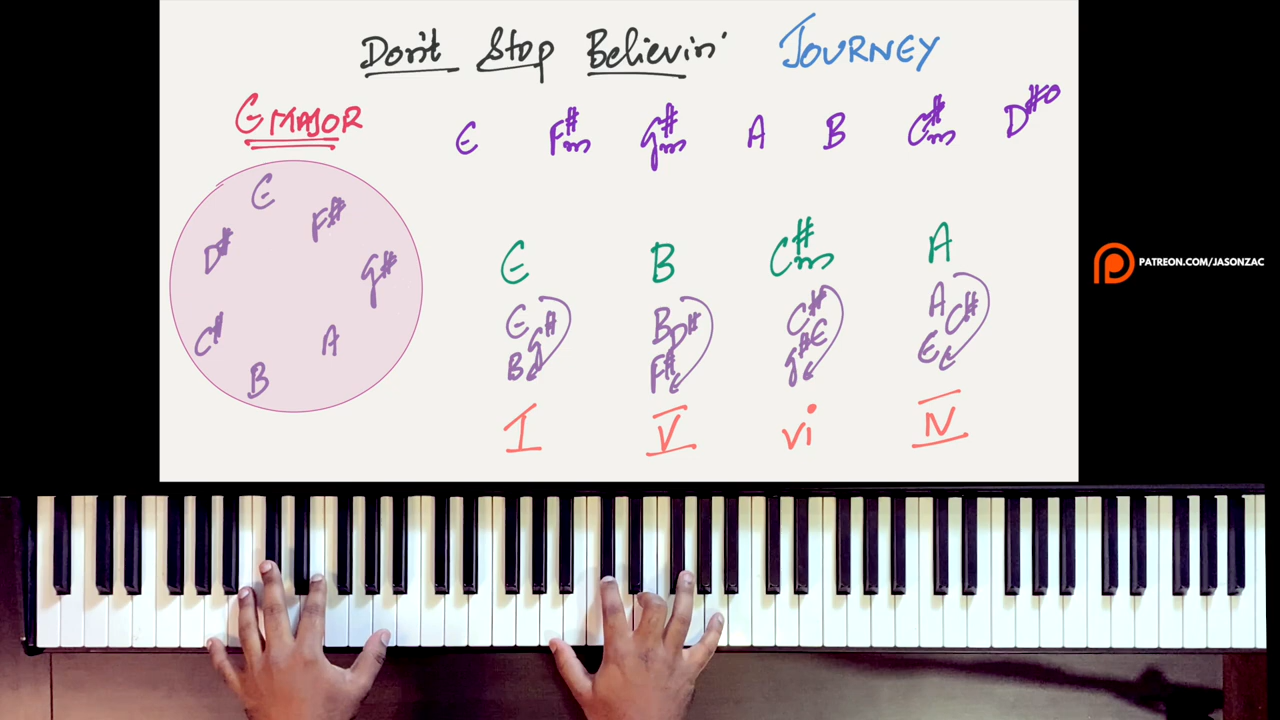 Don't Stop Believin' JOURNEY
E MAJOR
E F#m G#m A B C#m D#o
E
D# F#
G#
C# A
B
E B C#m A
E G# B
B D# F#
C# E G#
A C# E
I V vi IV
PATREON.COM/JASONZAC